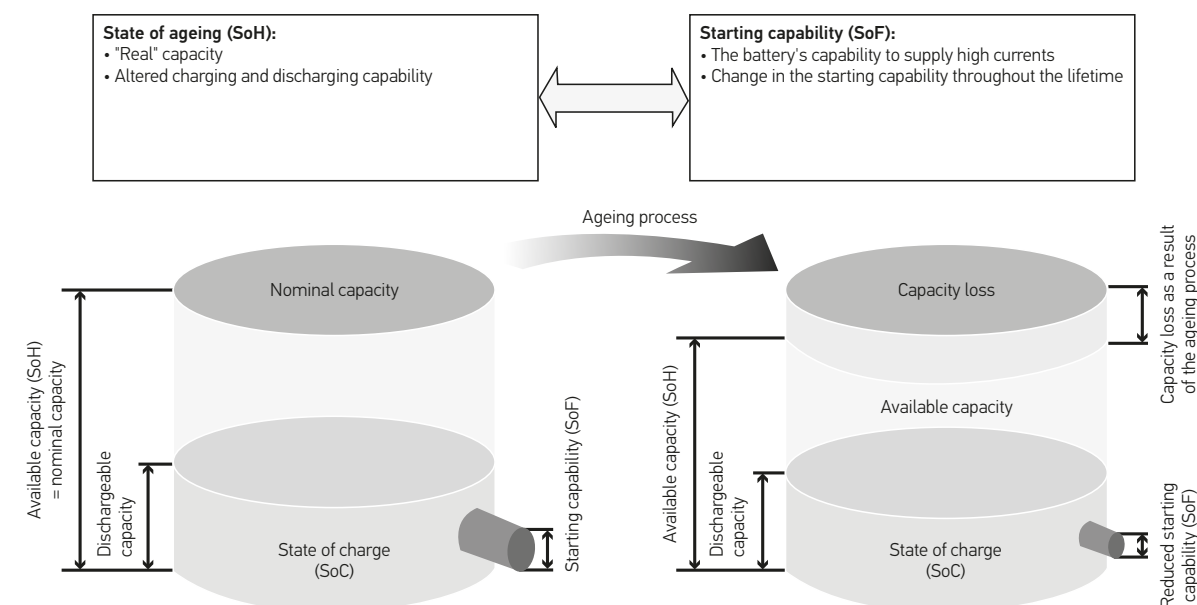 State of ageing (SoH):
• "Real" capacity
• Altered charging and discharging capability
Starting capability (SoF):
• The battery's capability to supply high currents
• Change in the starting capability throughout the lifetime
Ageing process
Nominal capacity
Available capacity (SoH)
= nominal capacity
Dischargeable
capacity
State of charge
(SoC)
Starting capability (SoF)
Capacity loss
Capacity loss as a result
of the ageing process
Available capacity (SoH)
Available capacity
Dischargeable
capacity
State of charge
(SoC)
Reduced starting
capability (SoF)